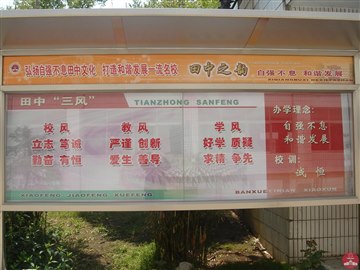 弘扬自强不息田中文化 打造和谐发展一流名校 田中之韵 自强不息 和谐发展
田中“三风” TIANZHONG SANFENG
校风 教风 学风
立志 笃诚 严谨 创新 好学 质疑
勤奋 有恒 爱生 善导 求精 争先
办学理念:
自强不息
和谐发展
校训:
诚 恒
XIAOFENG JIAOFENG XUEFENG
BANXUELINIAN XIAOXUN